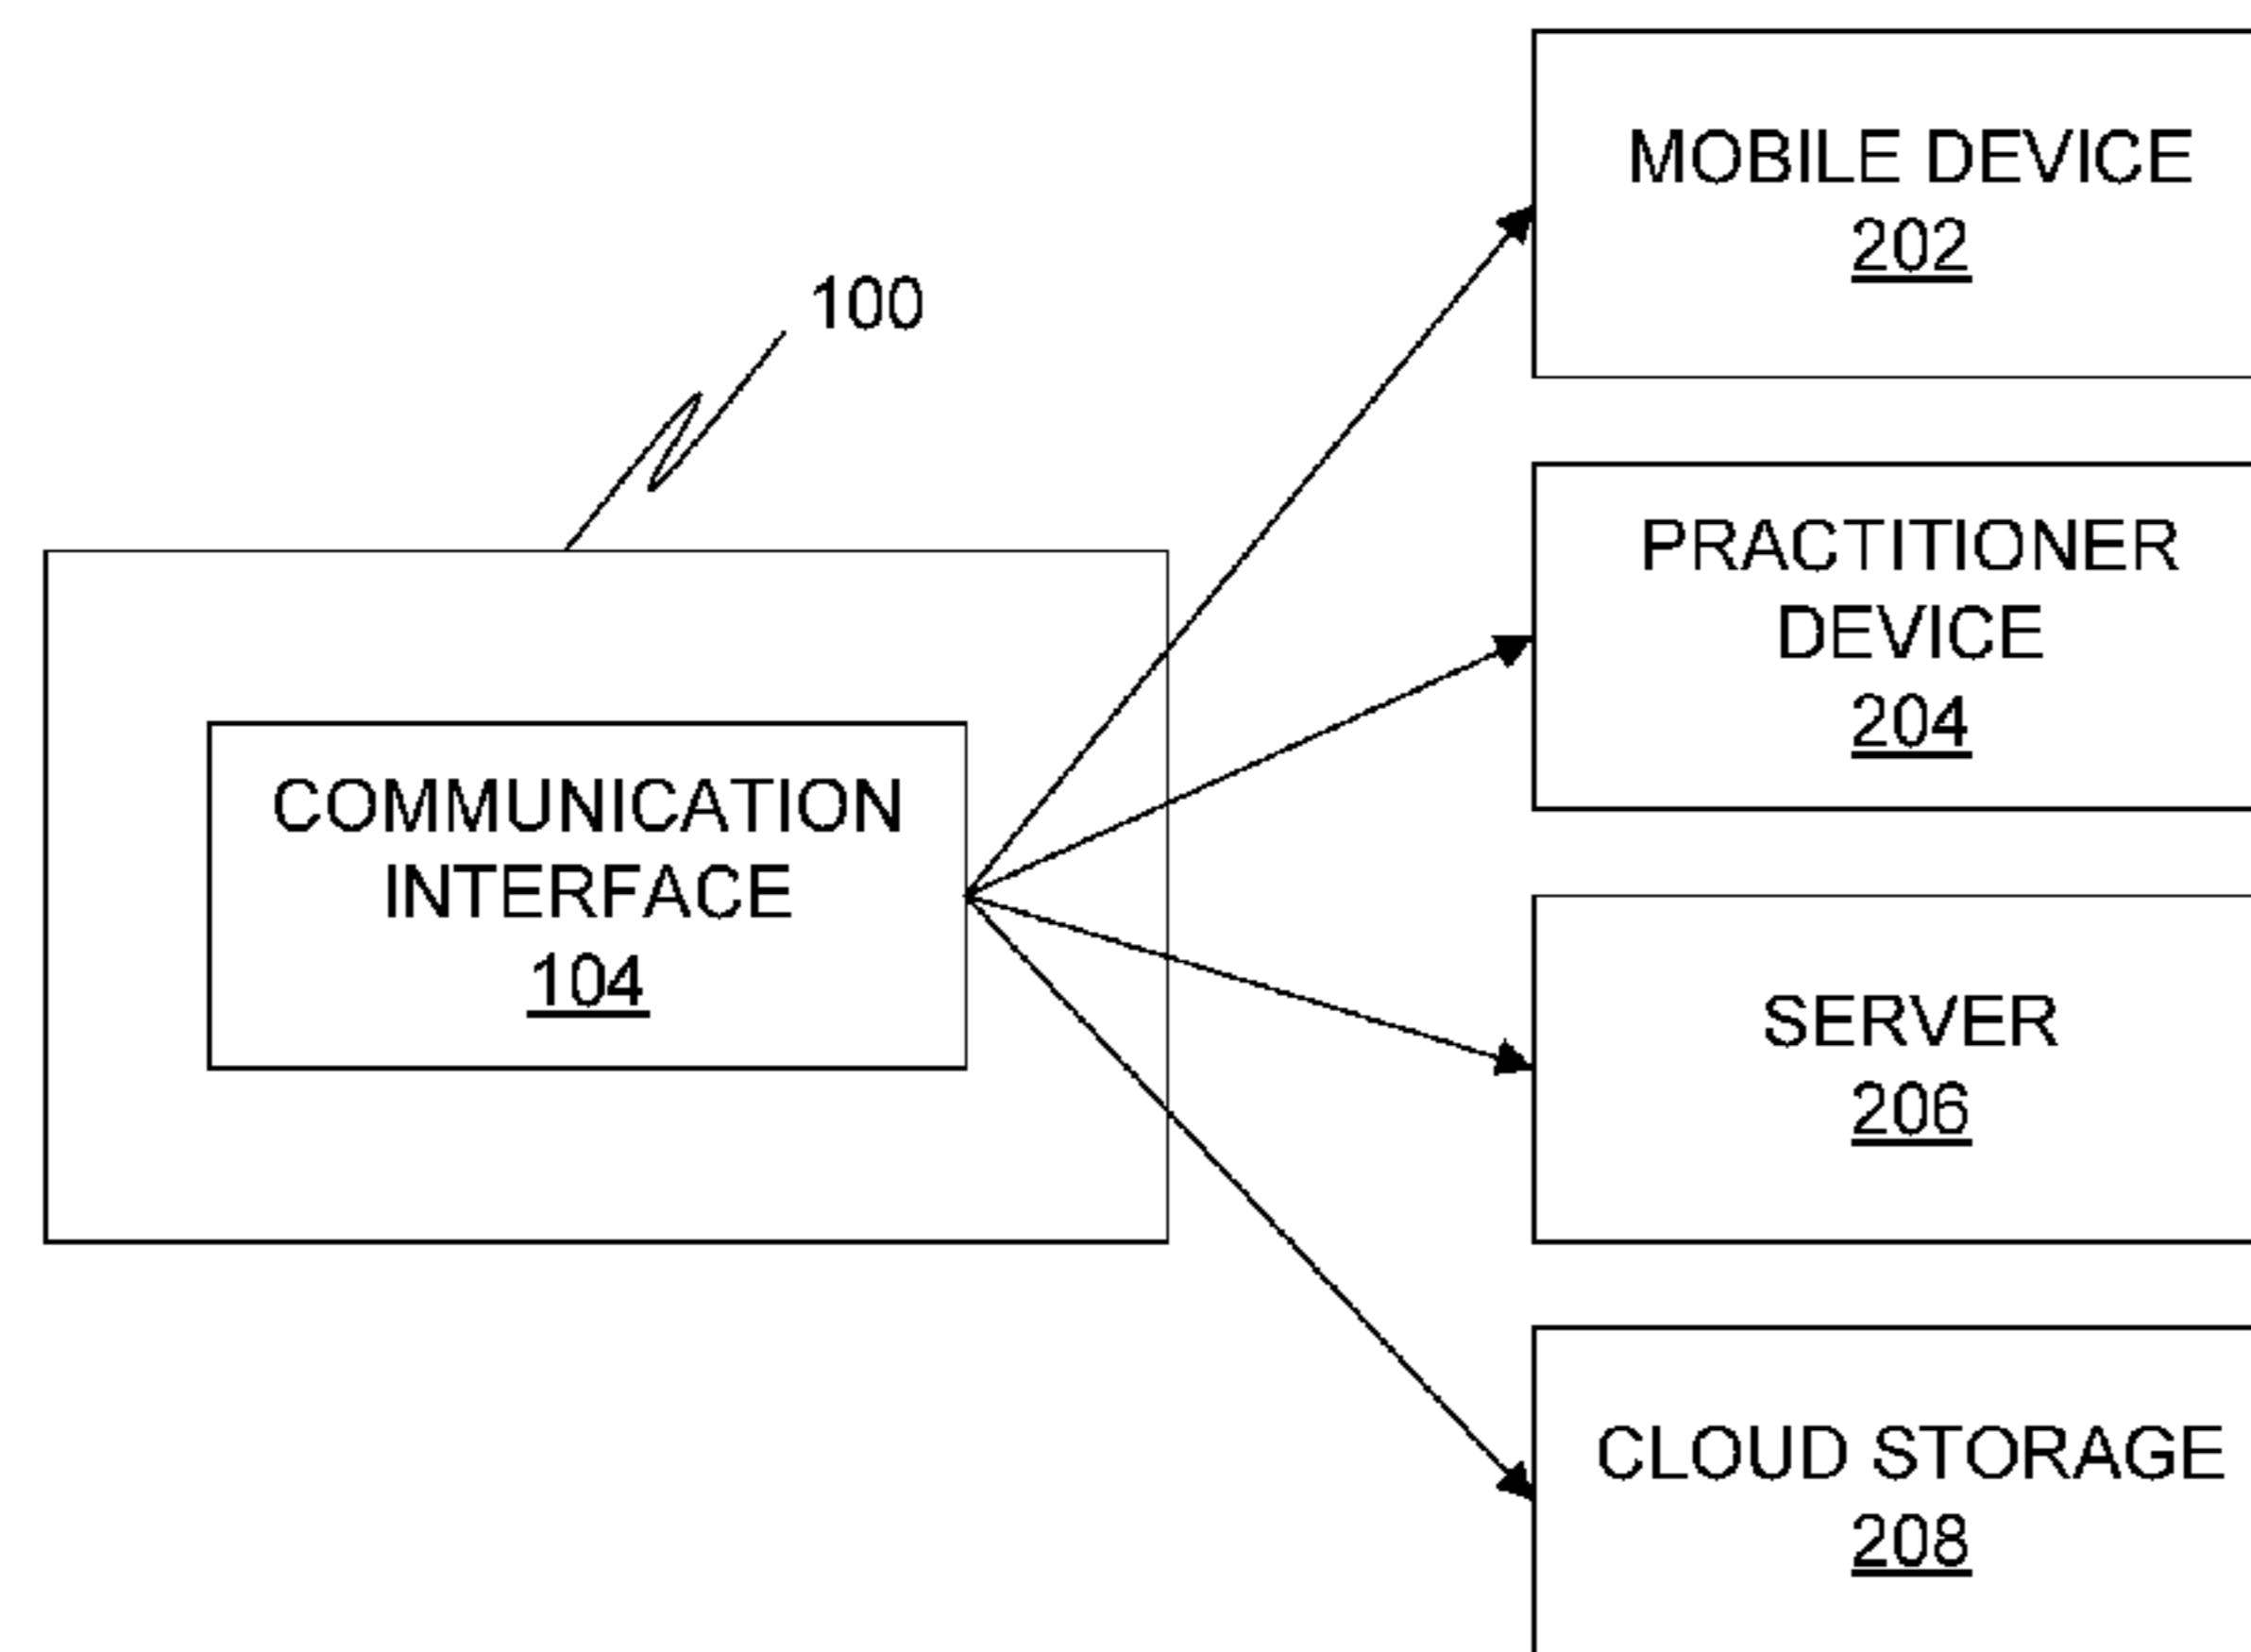 100
COMMUNICATION
INTERFACE
104
MOBILE DEVICE
202
PRACTITIONER
DEVICE
204
SERVER
206
CLOUD STORAGE
208